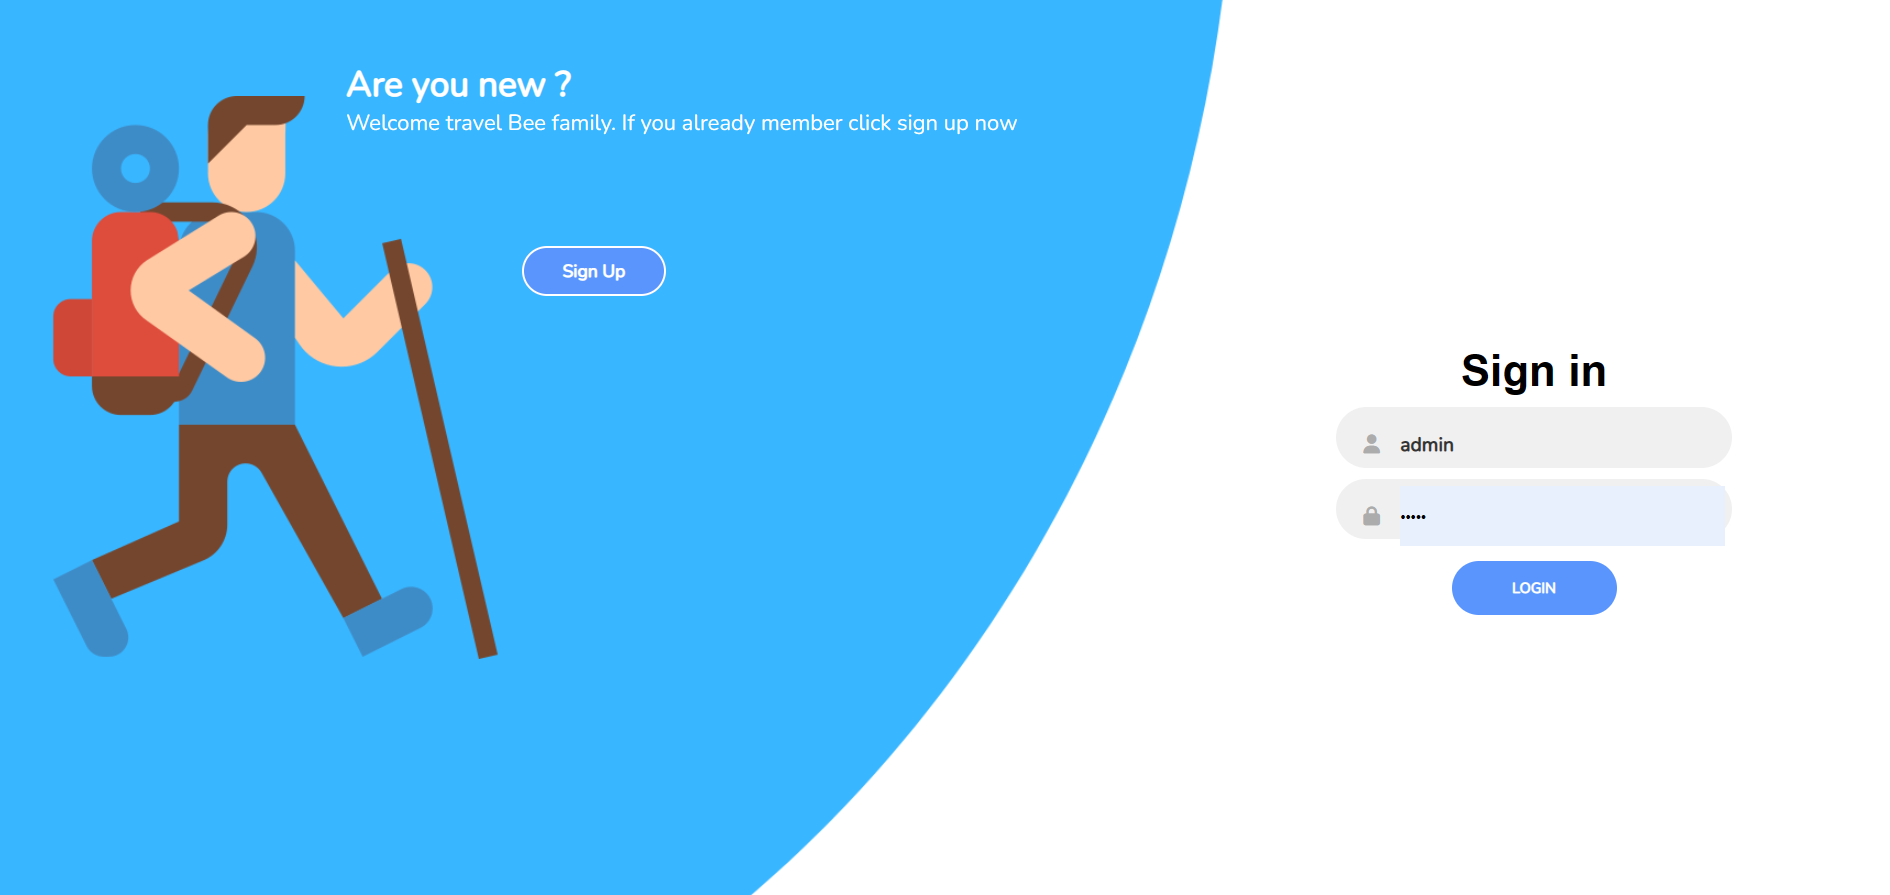 Are you new ?
Welcome travel Bee family. If you already member click sign up now
Sign Up
Sign in
admin
•••••
LOGIN